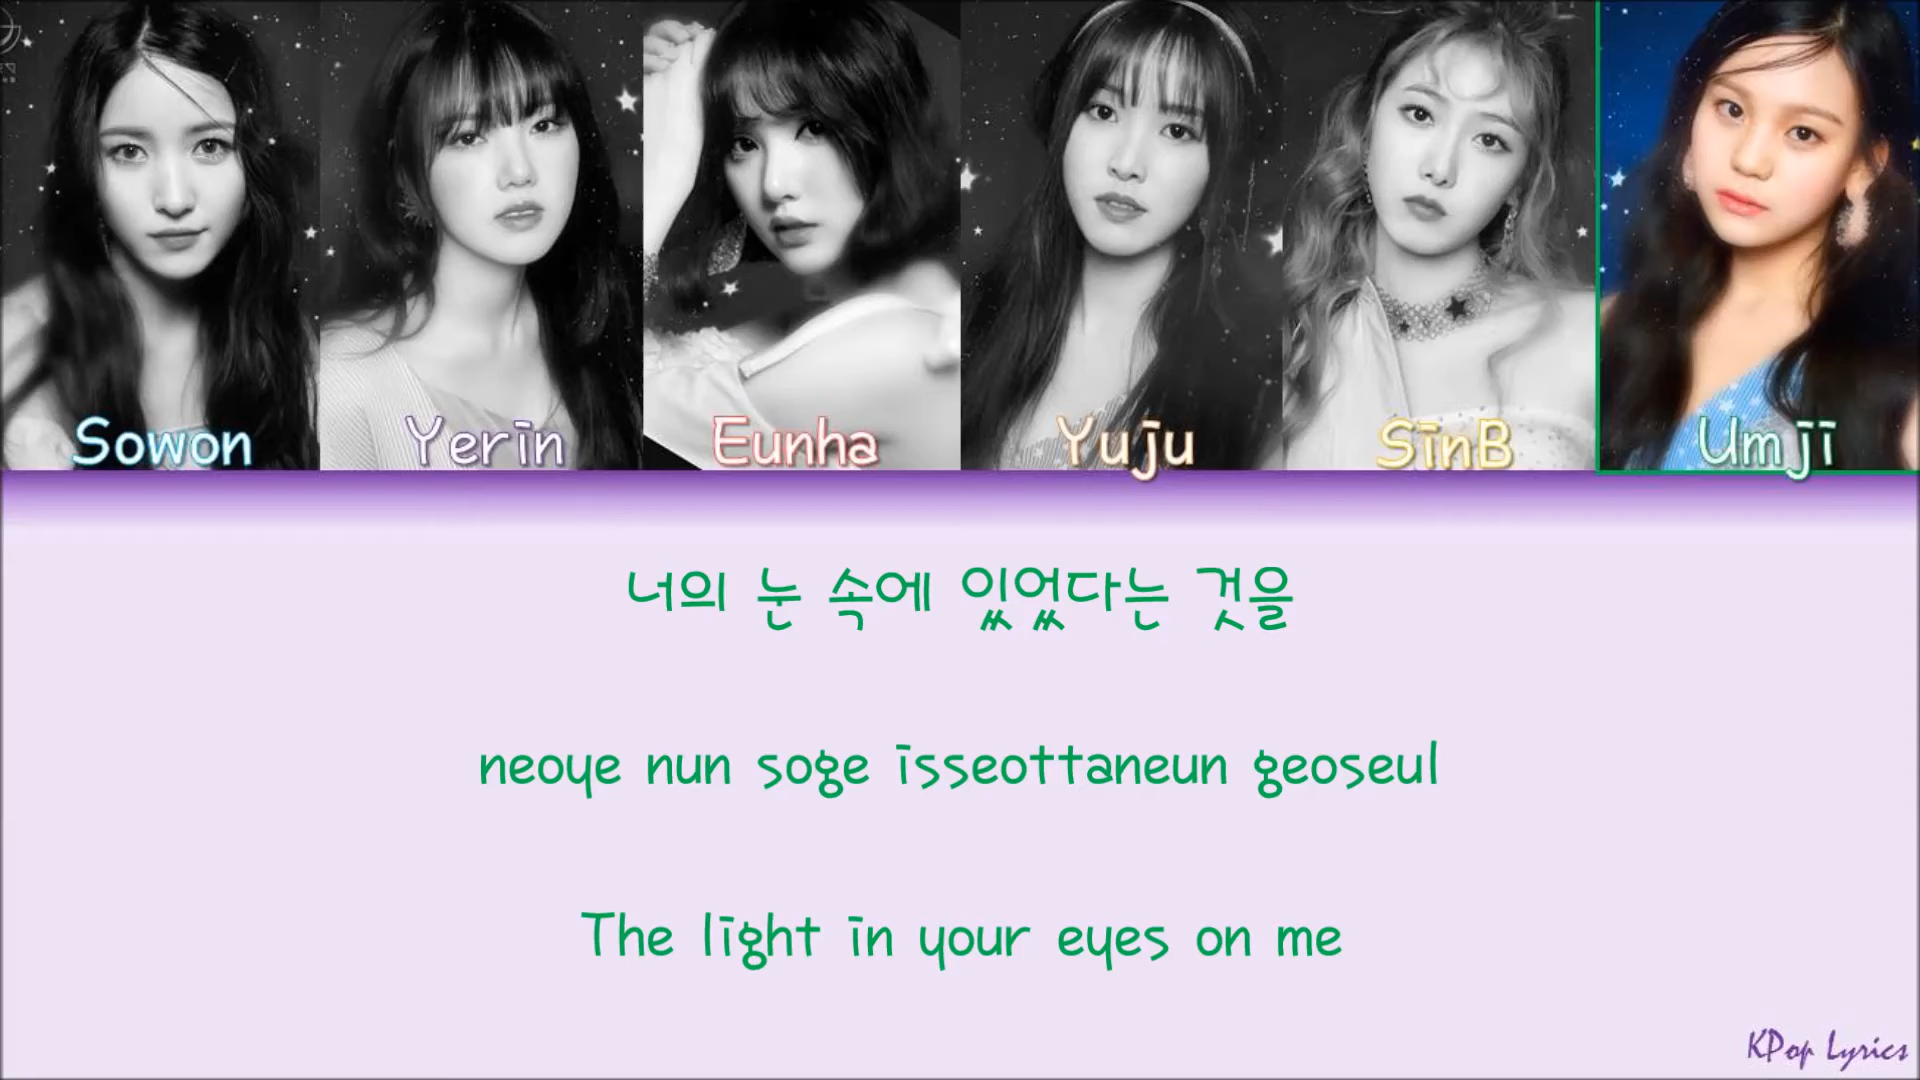 Sowon Yerin Eunha Yuju SinB Umji
너의 눈 속에 있었다는 것을
neoye nun soge isseottaneun geoseul
The light in your eyes on me
KPop Lyrics